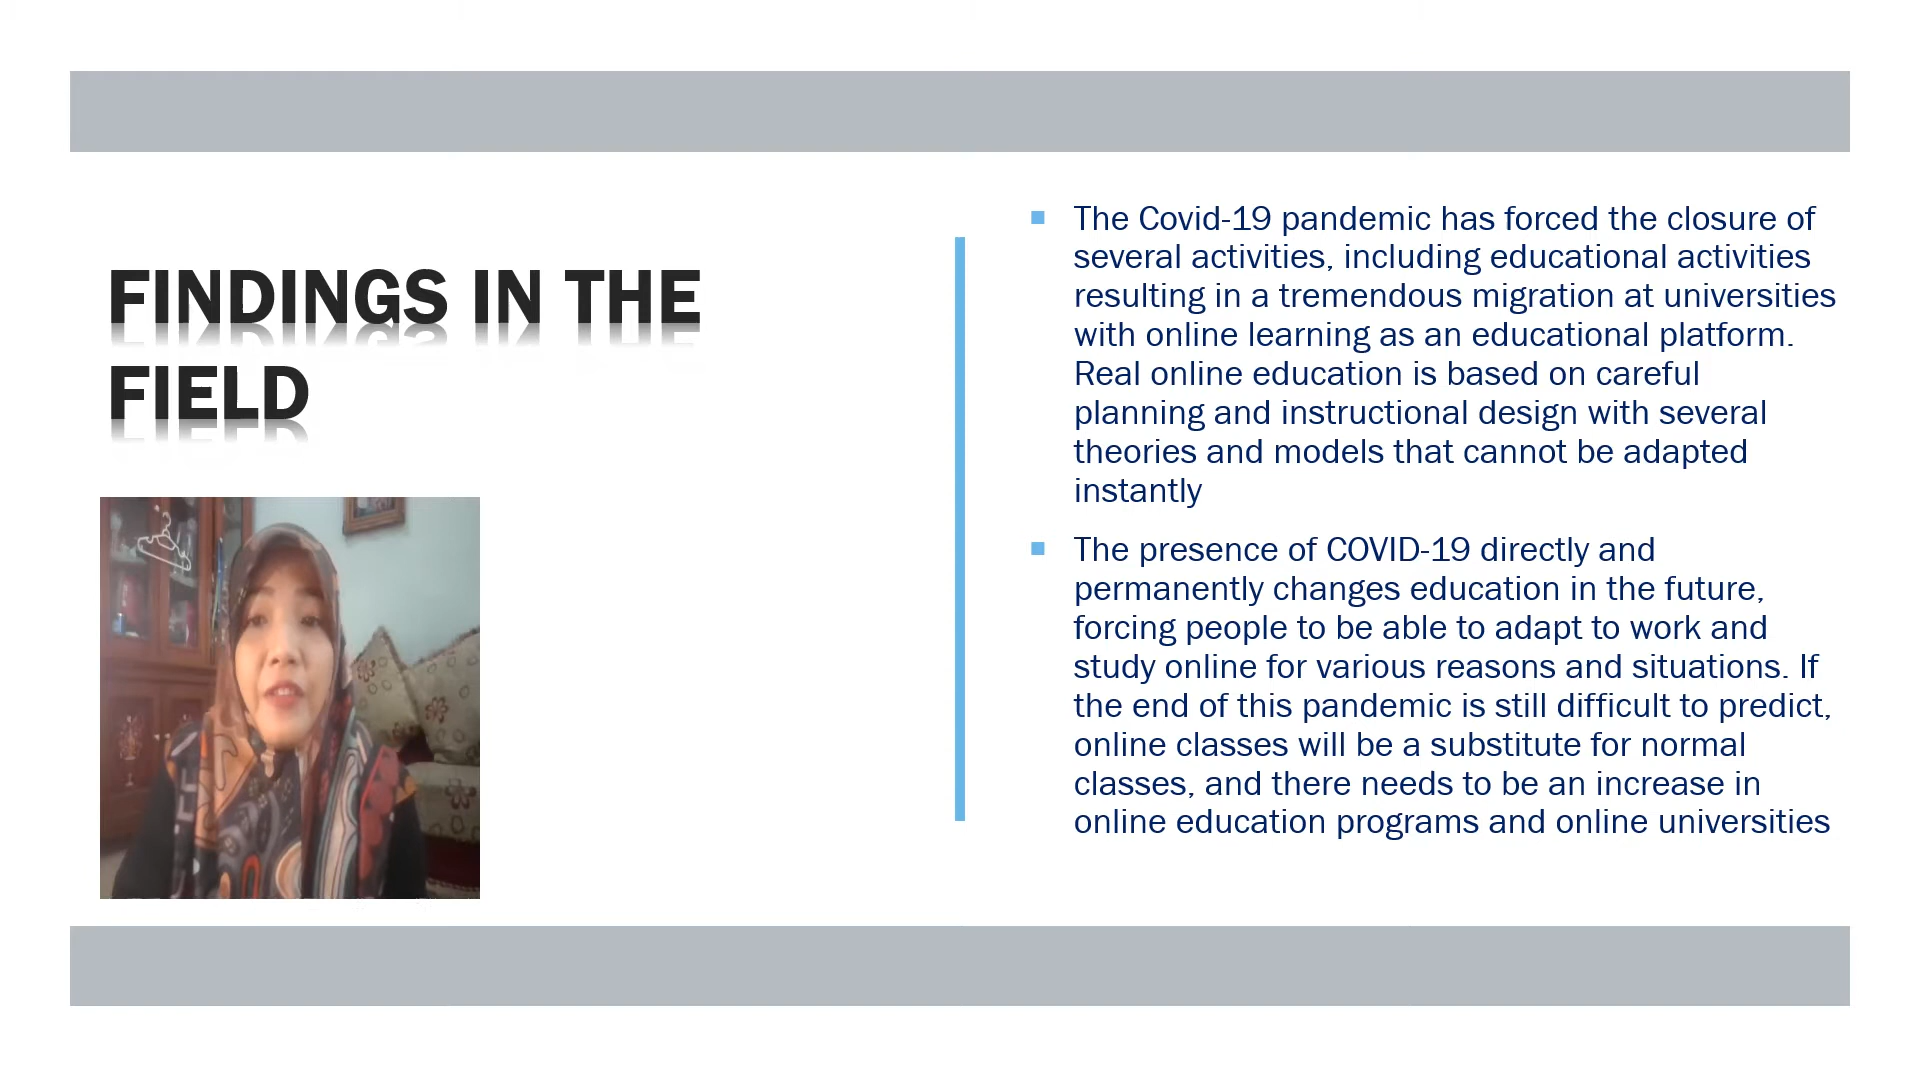 FINDINGS IN THE
FIELD
The Covid-19 pandemic has forced the closure of
several activities, including educational activities
resulting in a tremendous migration at universities
with online learning as an educational platform.
Real online education is based on careful
planning and instructional design with several
theories and models that cannot be adapted
instantly
The presence of COVID-19 directly and
permanently changes education in the future,
forcing people to be able to adapt to work and
study online for various reasons and situations. If
the end of this pandemic is still difficult to predict,
online classes will be a substitute for normal
classes, and there needs to be an increase in
online education programs and online universities